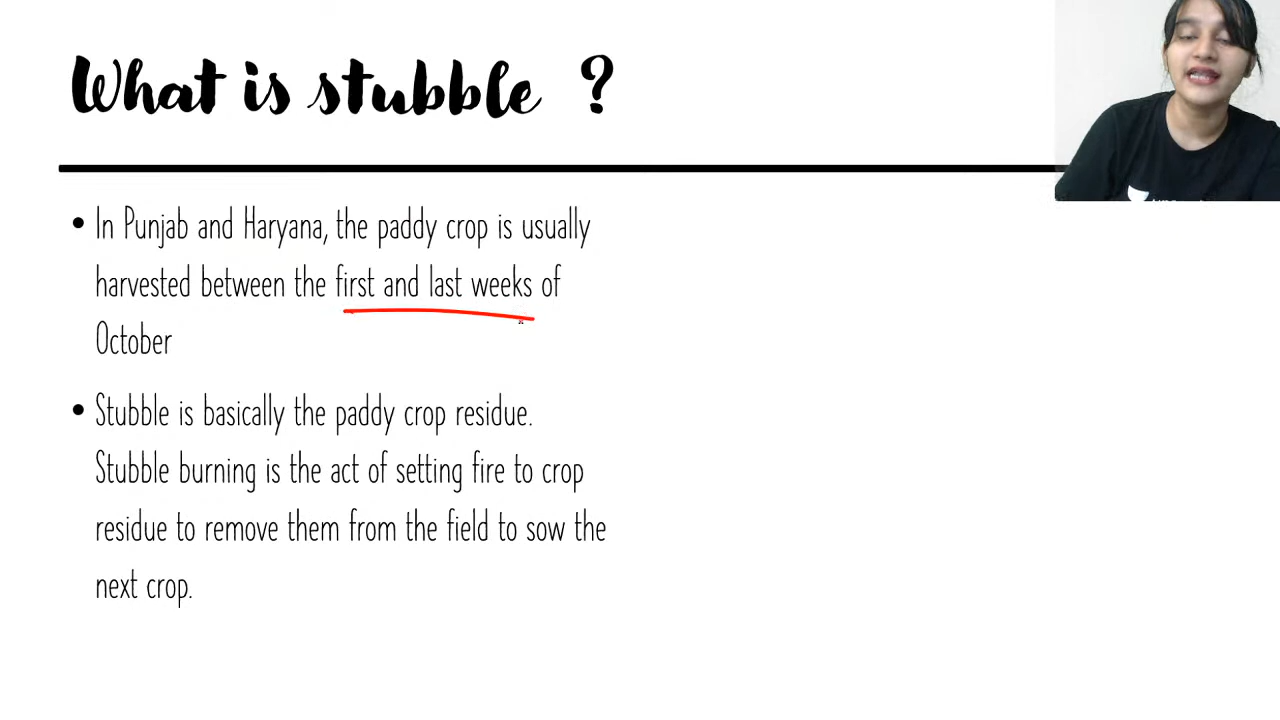 What is stubble ?
• In Punjab and Haryana, the paddy crop is usually
harvested between the first and last weeks of
October
• Stubble is basically the paddy crop residue.
Stubble burning is the act of setting fire to crop
residue to remove them from the field to sow the
next crop.